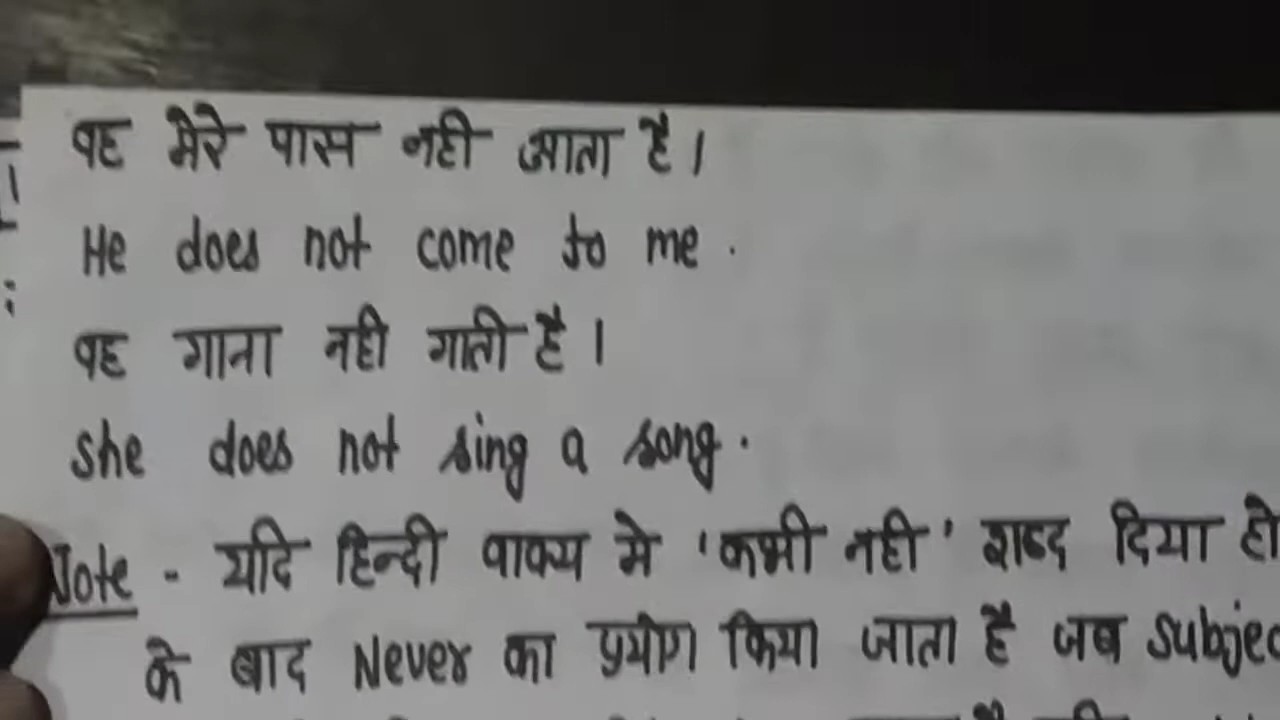 वह मेरे पास नही आता है।
He does not come to me.
वह गाना नही गाती है।
she does not sing a song.
Note - यदि हिन्दी वाक्य मे 'कभी नही' शब्द दिया हो
के बाद Never का प्रयोग किया जाता है जब subjec